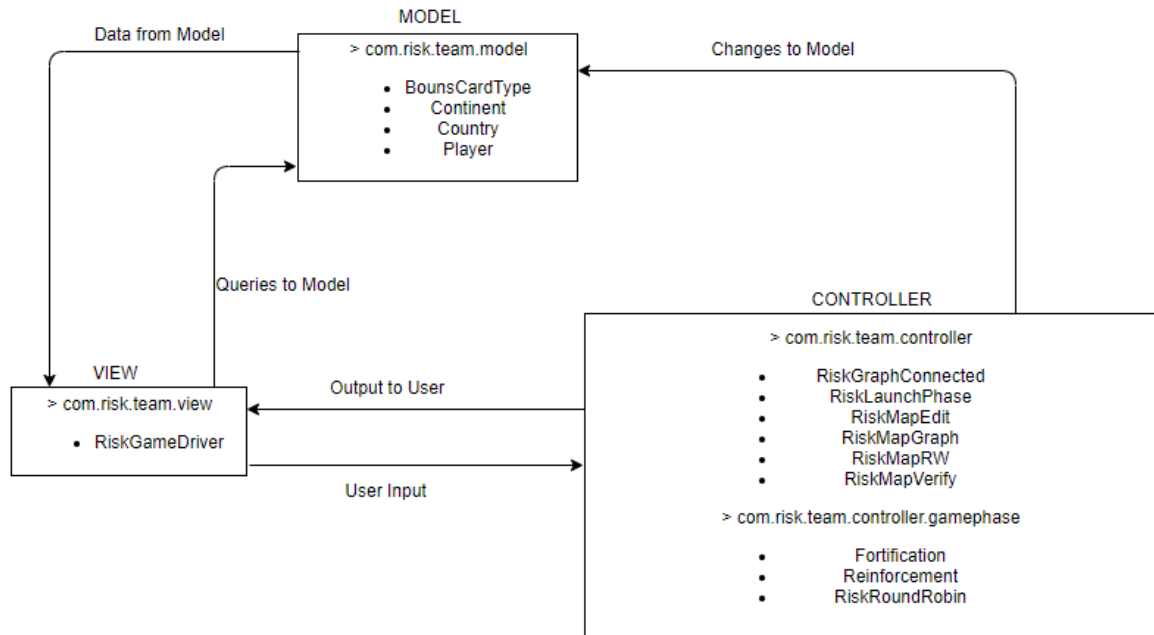 MODEL
Data from Model
> com.risk.team.model
Changes to Model
• BounsCardType
• Continent
• Country
• Player
Queries to Model
CONTROLLER
> com.risk.team.controller
VIEW
Output to User
> com.risk.team.view
• RiskGameDriver
• RiskGraphConnected
• RiskLaunchPhase
• RiskMapEdit
• RiskMapGraph
• RiskMapRW
• RiskMapVerify
User Input
> com.risk.team.controller.gamephase
• Fortification
• Reinforcement
• RiskRoundRobin